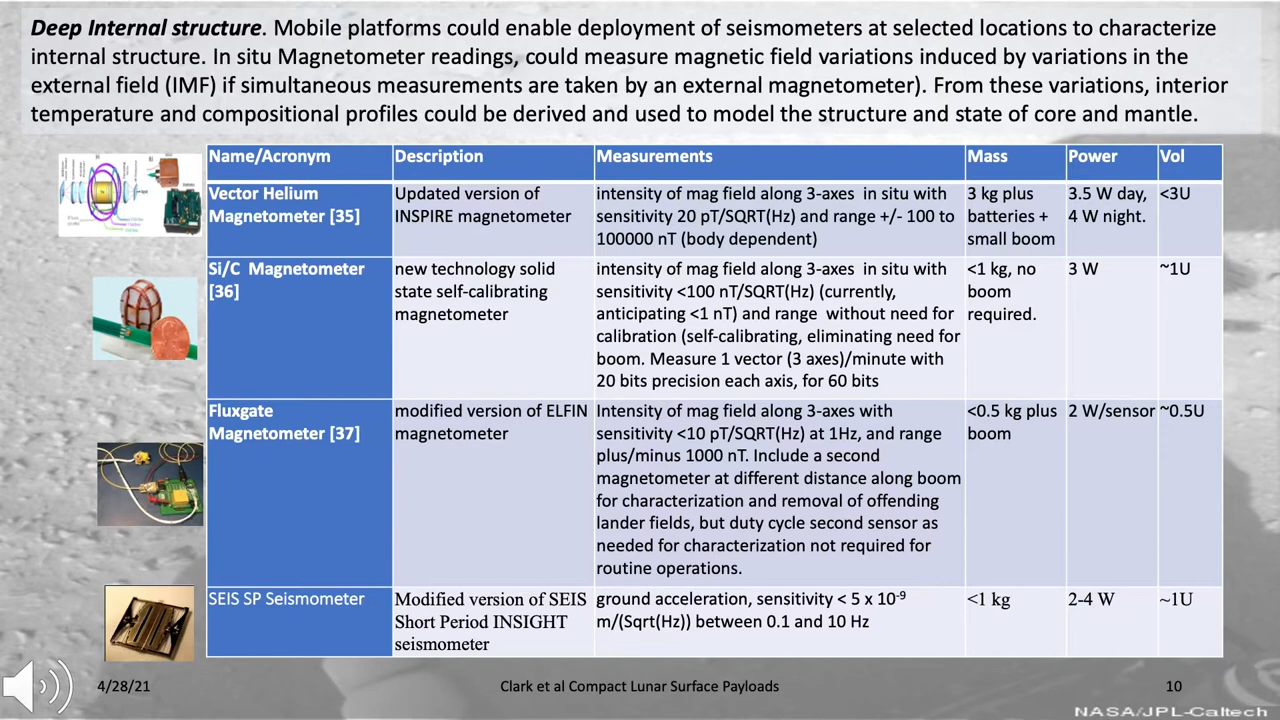 Deep Internal structure. Mobile platforms could enable deployment of seismometers at selected locations to characterize
internal structure. In situ Magnetometer readings, could measure magnetic field variations induced by variations in the
external field (IMF) if simultaneous measurements are taken by an external magnetometer). From these variations, interior
temperature and compositional profiles could be derived and used to model the structure and state of core and mantle.
Name/Acronym Description Measurements Mass Power Vol
Vector Helium
Magnetometer [35]
Updated version of
INSPIRE magnetometer
intensity of mag field along 3-axes in situ with
sensitivity 20 pT/SQRT(Hz) and range +/- 100 to
100000 nT (body dependent)
3 kg plus
batteries +
small boom
3.5 W day,
4 W night.
<3U
Si/C Magnetometer
[36]
new technology solid
state self-calibrating
magnetometer
intensity of mag field along 3-axes in situ with
sensitivity <100 nT/SQRT(Hz) (currently,
anticipating <1 nT) and range without need for
calibration (self-calibrating, eliminating need for
boom. Measure 1 vector (3 axes)/minute with
20 bits precision each axis, for 60 bits
<1 kg, no
boom
required.
3 W
~1U
Fluxgate
Magnetometer [37]
modified version of ELFIN
magnetometer
Intensity of mag field along 3-axes with
sensitivity <10 pT/SQRT(Hz) at 1Hz, and range
plus/minus 1000 nT. Include a second
magnetometer at different distance along boom
for characterization and removal of offending
lander fields, but duty cycle second sensor as
needed for characterization not required for
routine operations.
<0.5 kg plus
boom
2 W/sensor
~0.5U
SEIS SP Seismometer
Modified version of SEIS
Short Period INSIGHT
seismometer
ground acceleration, sensitivity < 5 x 10⁻⁹
m/(Sqrt(Hz)) between 0.1 and 10 Hz
<1 kg
2-4 W
~1U
4/28/21
Clark et al Compact Lunar Surface Payloads
10
NASA/JPL-Caltech